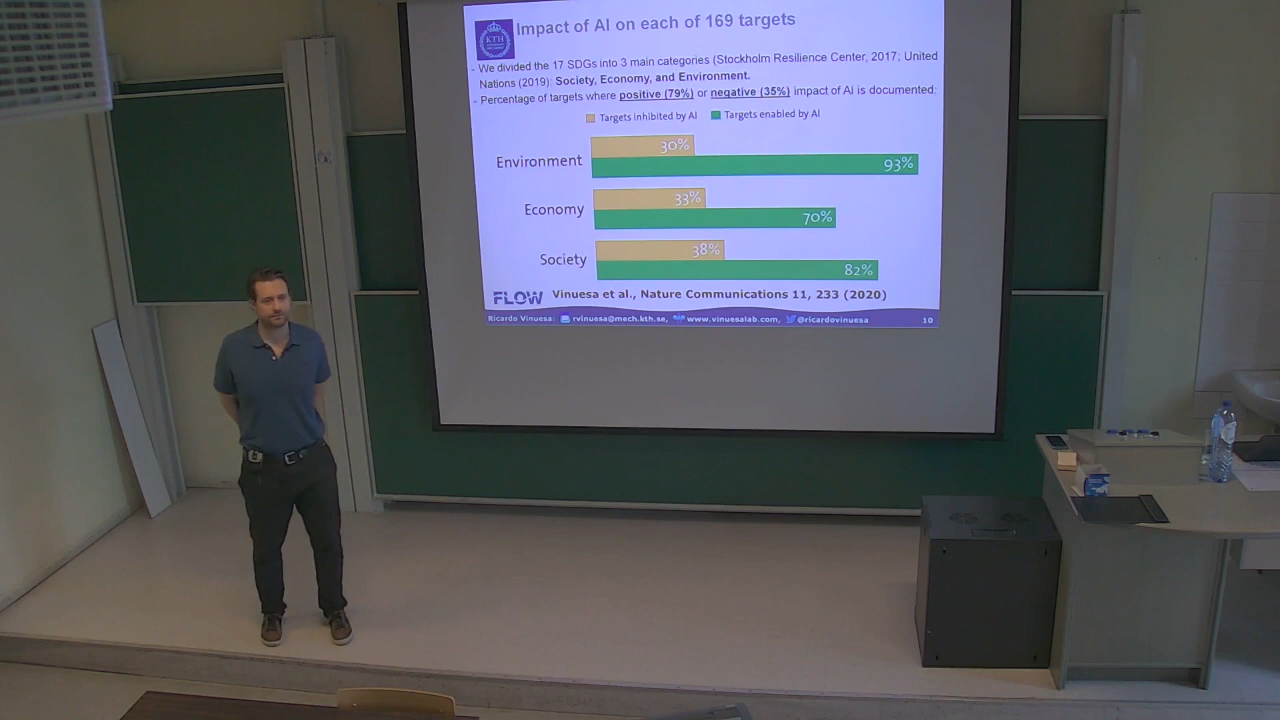 Impact of AI on each of 169 targets
KTH
- We divided the 17 SDGs into 3 main categories (Stockholm Resilience Center, 2017; United
Nations (2019): Society, Economy, and Environment.
- Percentage of targets where positive (79%) or negative (35%) impact of AI is documented:
Targets inhibited by AI Targets enabled by AI
Environment 30%
93%
Economy 33%
70%
Society 38%
82%
FLOW Vinuesa et al., Nature Communications 11, 233 (2020)
Ricardo Vinuesa: rvinuesa@mech.kth.se, www.vinuesalab.com, @ricardovinuesa 10